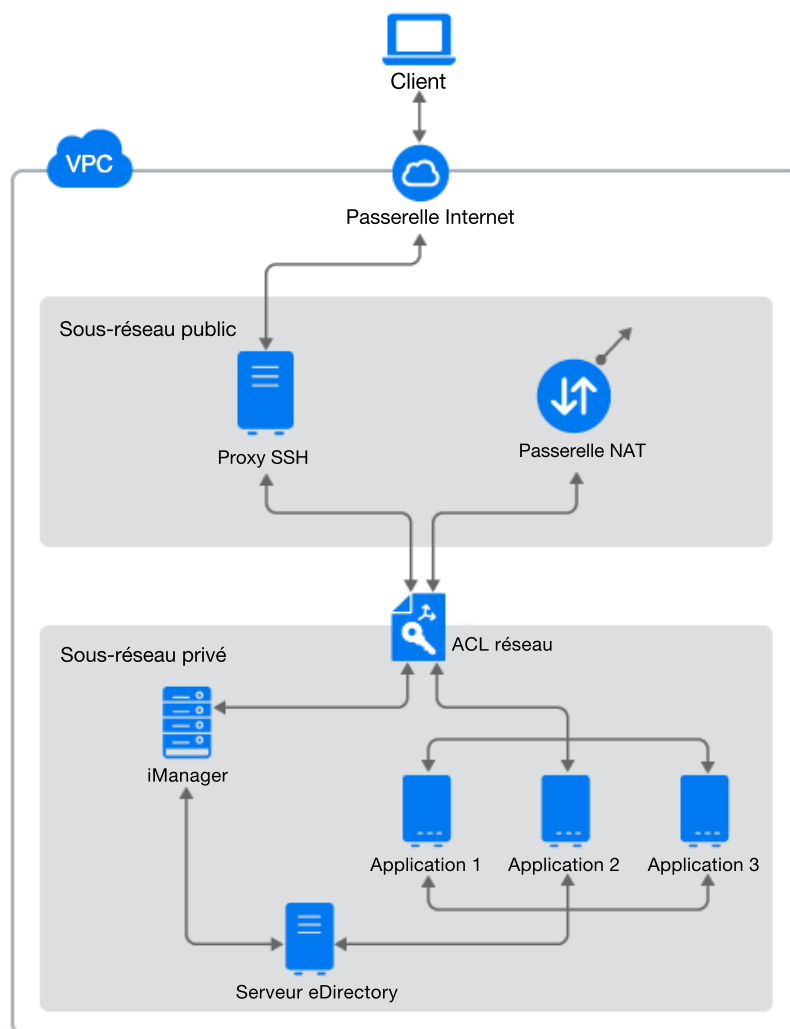 Client
VPC
Passerelle Internet
Sous-réseau public
Proxy SSH
Passerelle NAT
ACL réseau
Sous-réseau privé
iManager
Application 1
Application 2
Application 3
Serveur eDirectory